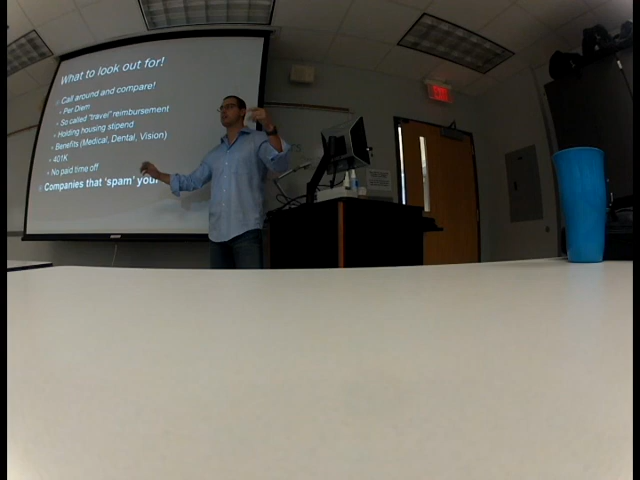 What to look out for!
Call around and compare!
- Per Diem
- So called "travel" reimbursement
- Holding housing stipend
- Benefits (Medical, Dental, Vision)
- 401K
- No paid time off
Companies that 'spam' your
EXIT